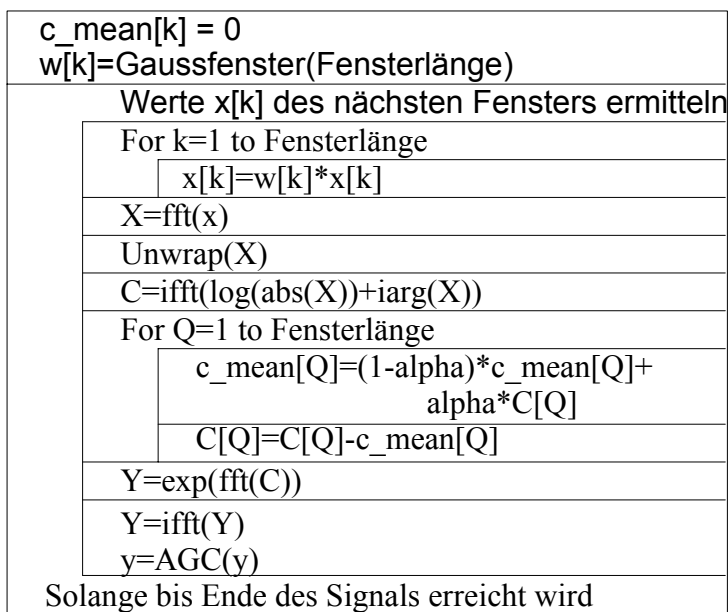 c_mean[k] = 0
w[k]=Gaussfenster(Fensterlänge)
Werte x[k] des nächsten Fensters ermitteln
For k=1 to Fensterlänge
x[k]=w[k]*x[k]
X=fft(x)
Unwrap(X)
C=ifft(log(abs(X))+iarg(X))
For Q=1 to Fensterlänge
c_mean[Q]=(1-alpha)*c_mean[Q]+
alpha*C[Q]
C[Q]=C[Q]-c_mean[Q]
Y=exp(fft(C))
Y=ifft(Y)
y=AGC(y)
Solange bis Ende des Signals erreicht wird